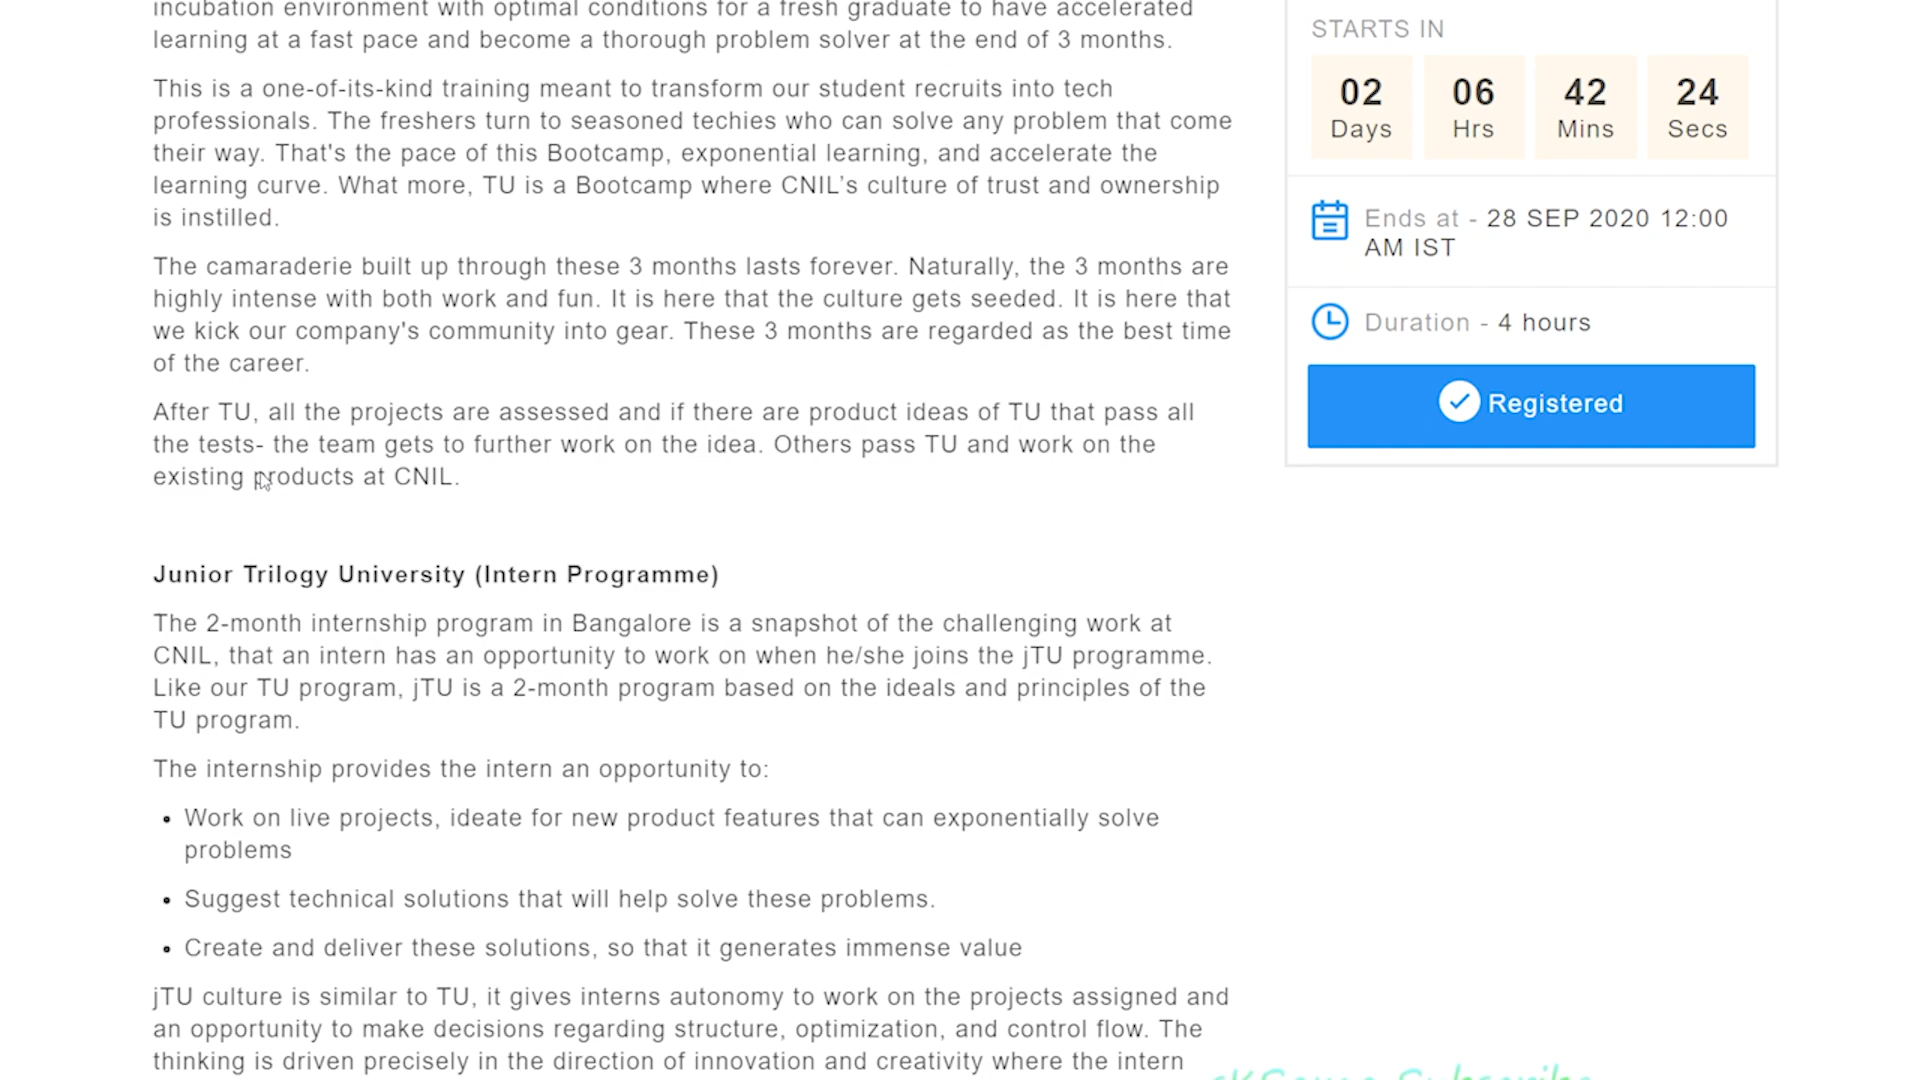 incubation environment with optimal conditions for a fresh graduate to have accelerated
learning at a fast pace and become a thorough problem solver at the end of 3 months.
This is a one-of-its-kind training meant to transform our student recruits into tech
professionals. The freshers turn to seasoned techies who can solve any problem that come
their way. That's the pace of this Bootcamp, exponential learning, and accelerate the
learning curve. What more, TU is a Bootcamp where CNIL’s culture of trust and ownership
is instilled.
The camaraderie built up through these 3 months lasts forever. Naturally, the 3 months are
highly intense with both work and fun. It is here that the culture gets seeded. It is here that
we kick our company's community into gear. These 3 months are regarded as the best time
of the career.
After TU, all the projects are assessed and if there are product ideas of TU that pass all
the tests- the team gets to further work on the idea. Others pass TU and work on the
existing products at CNIL.
Junior Trilogy University (Intern Programme)
The 2-month internship program in Bangalore is a snapshot of the challenging work at
CNIL, that an intern has an opportunity to work on when he/she joins the jTU programme.
Like our TU program, jTU is a 2-month program based on the ideals and principles of the
TU program.
The internship provides the intern an opportunity to:
• Work on live projects, ideate for new product features that can exponentially solve
problems
• Suggest technical solutions that will help solve these problems.
• Create and deliver these solutions, so that it generates immense value
jTU culture is similar to TU, it gives interns autonomy to work on the projects assigned and
an opportunity to make decisions regarding structure, optimization, and control flow. The
thinking is driven precisely in the direction of innovation and creativity where the intern
STARTS IN
02 06 42 24
Days Hrs Mins Secs
Ends at - 28 SEP 2020 12:00
AM IST
Duration - 4 hours
Registered